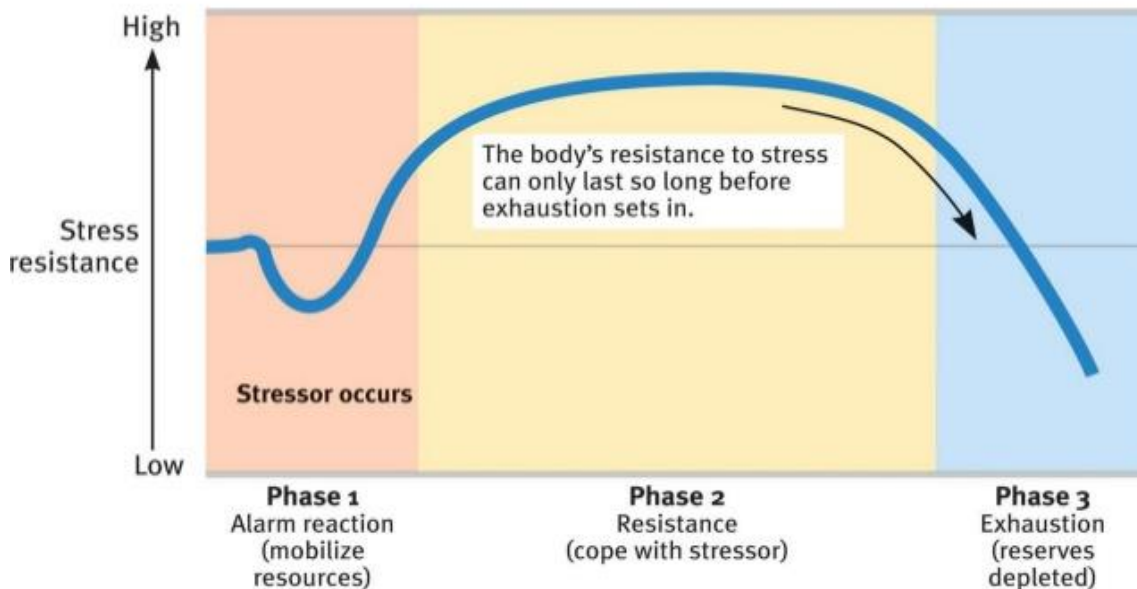 High
Stress
resistance
Low
The body's resistance to stress
can only last so long before
exhaustion sets in.
Stressor occurs
Phase 1
Alarm reaction
(mobilize
resources)
Phase 2
Resistance
(cope with stressor)
Phase 3
Exhaustion
(reserves
depleted)